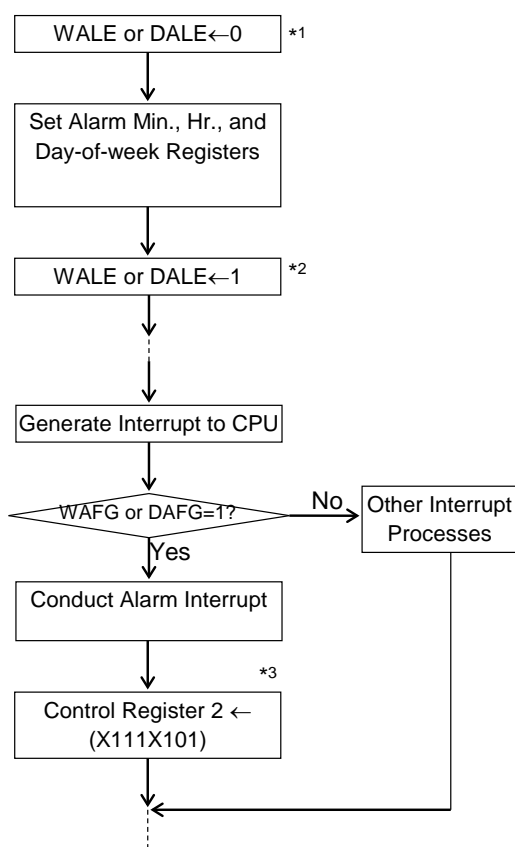 WALE or DALE←0 *1
Set Alarm Min., Hr., and
Day-of-week Registers
WALE or DALE←1 *2
Generate Interrupt to CPU
WAFG or DAFG=1?
No
Other Interrupt
Processes
Yes
Conduct Alarm Interrupt
*3
Control Register 2 ←
(X111X101)